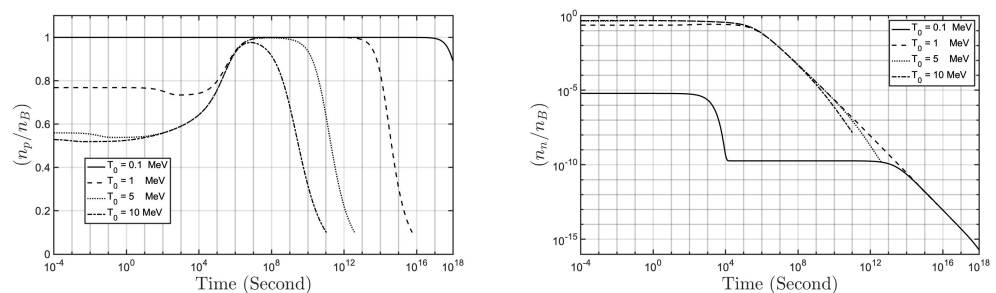 1
0.8
0.6
0.4
0.2
0
(n_p/n_B)
T_0 = 0.1 MeV
T_0 = 1 MeV
T_0 = 5 MeV
T_0 = 10 MeV
10^-4
10^0
10^4
10^8
10^12
10^16
10^18
Time (Second)
10^0
10^-5
10^-10
10^-15
(n_n/n_B)
T_0 = 0.1 MeV
T_0 = 1 MeV
T_0 = 5 MeV
T_0 = 10 MeV
10^-4
10^0
10^4
10^8
10^12
10^16
10^18
Time (Second)